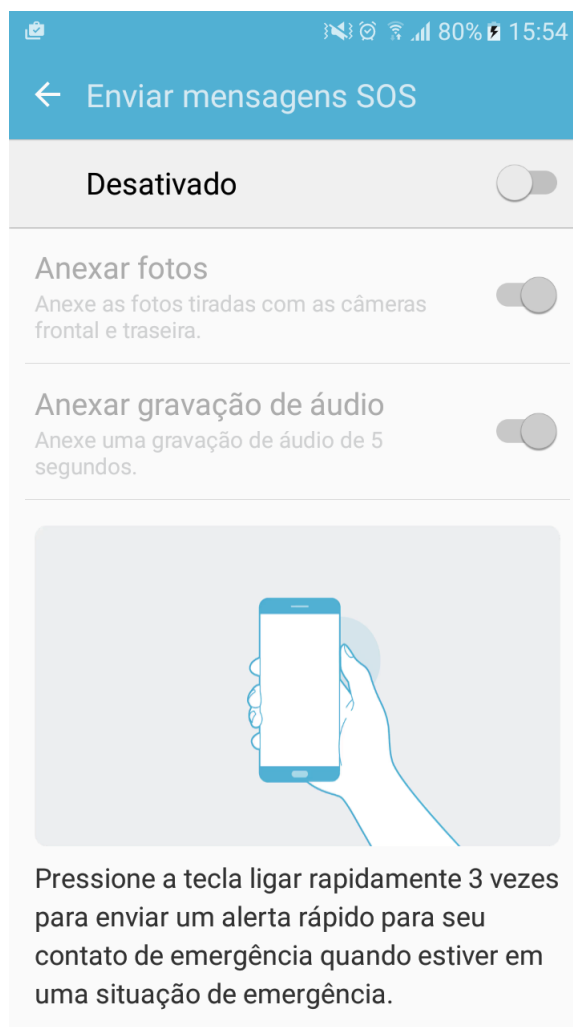 80% 15:54
Enviar mensagens SOS
Desativado
Anexar fotos
Anexe as fotos tiradas com as câmeras
frontal e traseira.
Anexar gravação de áudio
Anexe uma gravação de áudio de 5
segundos.
Pressione a tecla ligar rapidamente 3 vezes
para enviar um alerta rápido para seu
contato de emergência quando estiver em
uma situação de emergência.